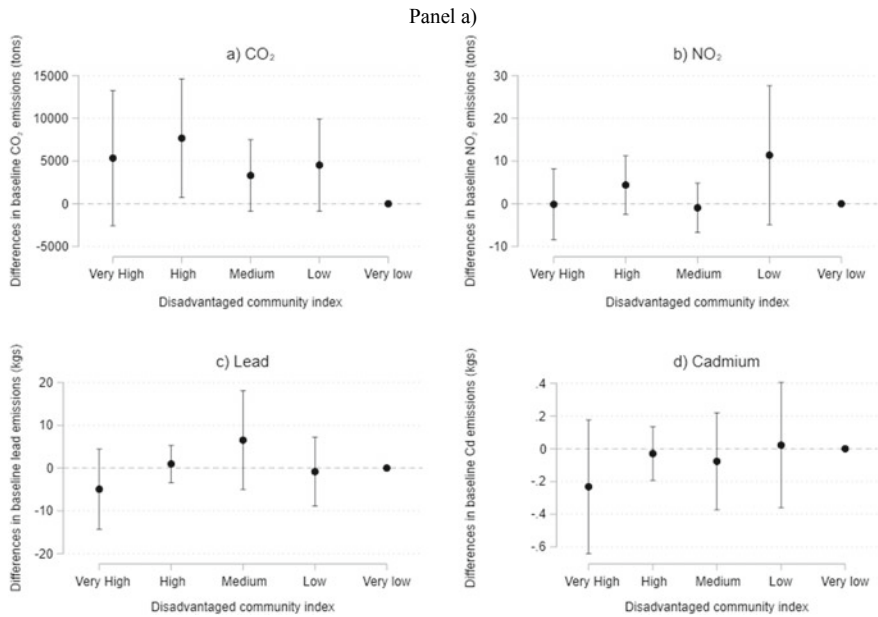 Panel a)
a) CO₂
Differences in baseline CO₂ emissions (tons)
15000
10000
5000
0
-5000
Very High High Medium Low Very low
Disadvantaged community index
b) NO₂
Differences in baseline NO₂ emissions (tons)
30
20
10
0
-10
Very High High Medium Low Very low
Disadvantaged community index
c) Lead
Differences in baseline lead emissions (kgs)
20
10
0
-10
-20
Very High High Medium Low Very low
Disadvantaged community index
d) Cadmium
Differences in baseline Cd emissions (kgs)
.4
.2
0
-.2
-.4
-.6
Very High High Medium Low Very low
Disadvantaged community index